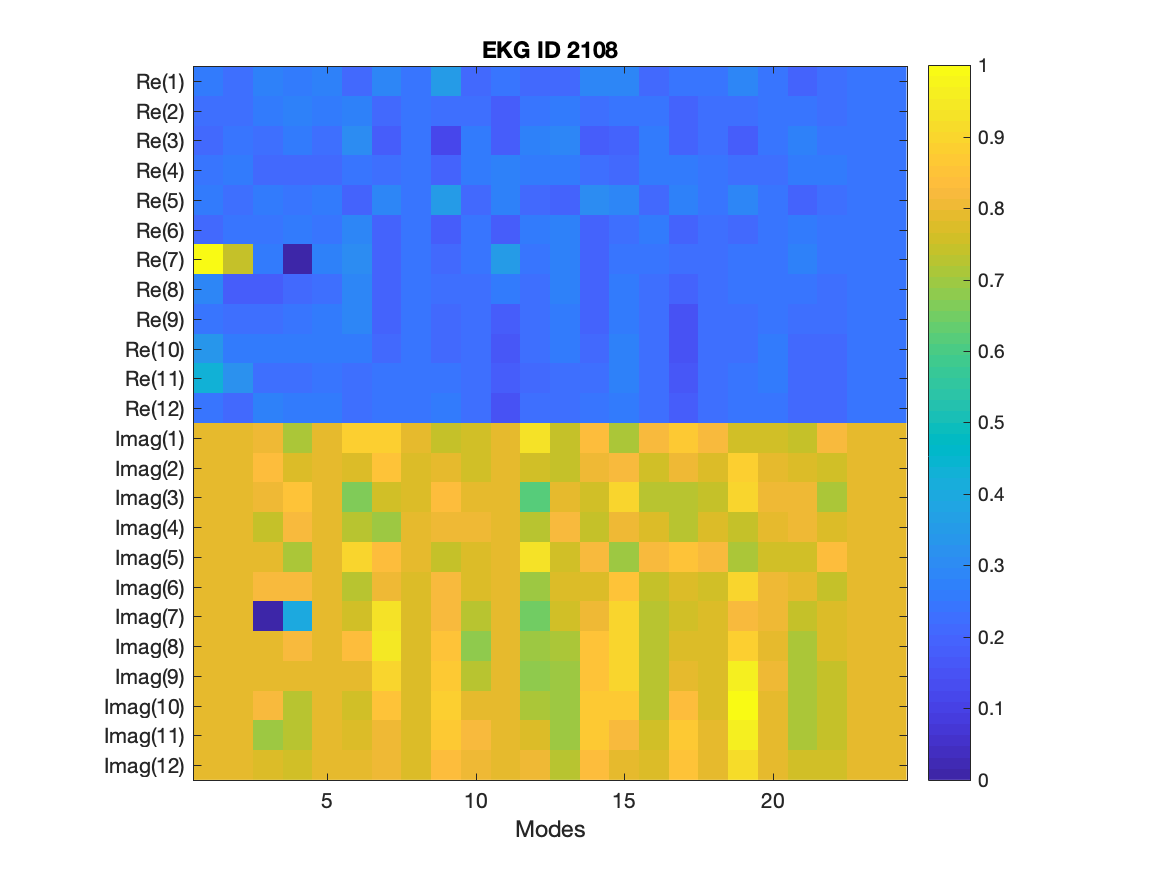 EKG ID 2108
Re(1)
Re(2)
Re(3)
Re(4)
Re(5)
Re(6)
Re(7)
Re(8)
Re(9)
Re(10)
Re(11)
Re(12)
Imag(1)
Imag(2)
Imag(3)
Imag(4)
Imag(5)
Imag(6)
Imag(7)
Imag(8)
Imag(9)
Imag(10)
Imag(11)
Imag(12)
5 10 15 20
Modes
1
0.9
0.8
0.7
0.6
0.5
0.4
0.3
0.2
0.1
0